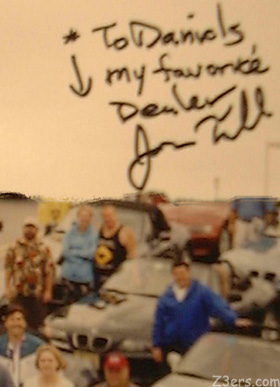 * To Daniels
↓ my favorite
Dealer
Z3ers.com